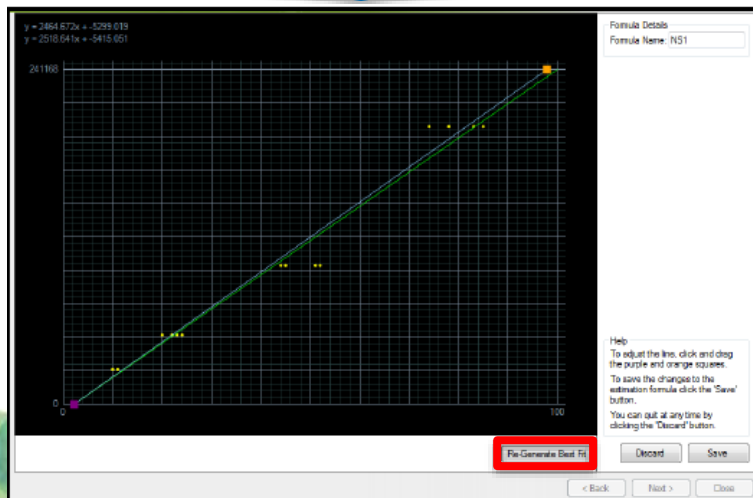 y = 2464.672x + -5299.019
y = 2518.641x + -5415.051
241168
0
0
100
Formula Details
Formula Name: NS1
Help
To adjust the line, click and drag
the purple and orange squares.
To save the changes to the
estimation formula click the 'Save'
button.
You can quit at any time by
clicking the 'Discard' button.
Re-Generate Best Fit
Discard
Save
< Back
Next >
Close